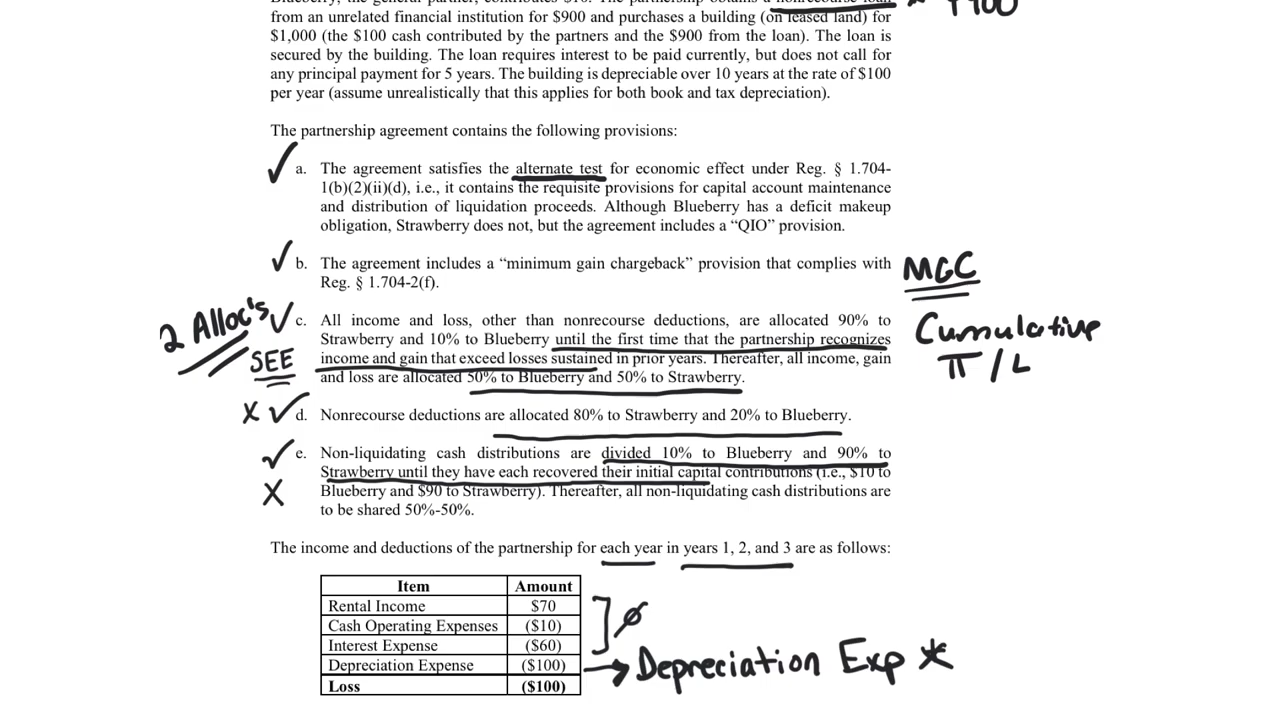 Blueberry, the general partner, contributes $10. The partnership obtains a nonrecourse loan
from an unrelated financial institution for $900 and purchases a building (on leased land) for
$1,000 (the $100 cash contributed by the partners and the $900 from the loan). The loan is
secured by the building. The loan requires interest to be paid currently, but does not call for
any principal payment for 5 years. The building is depreciable over 10 years at the rate of $100
per year (assume unrealistically that this applies for both book and tax depreciation).
The partnership agreement contains the following provisions:
✓ a. The agreement satisfies the alternate test for economic effect under Reg. § 1.704-
1(b)(2)(ii)(d), i.e., it contains the requisite provisions for capital account maintenance
and distribution of liquidation proceeds. Although Blueberry has a deficit makeup
obligation, Strawberry does not, but the agreement includes a “QIO” provision.
✓ b. The agreement includes a “minimum gain chargeback” provision that complies with
Reg. § 1.704-2(f).
MGC
2 Alloc's
SEE
✓ c. All income and loss, other than nonrecourse deductions, are allocated 90% to
Strawberry and 10% to Blueberry until the first time that the partnership recognizes
income and gain that exceed losses sustained in prior years. Thereafter, all income, gain
and loss are allocated 50% to Blueberry and 50% to Strawberry.
Cumulative
π / L
X ✓ d. Nonrecourse deductions are allocated 80% to Strawberry and 20% to Blueberry.
✓ e. Non-liquidating cash distributions are divided 10% to Blueberry and 90% to
Strawberry until they have each recovered their initial capital contributions (i.e., $10 to
X Blueberry and $90 to Strawberry). Thereafter, all non-liquidating cash distributions are
to be shared 50%-50%.
The income and deductions of the partnership for each year in years 1, 2, and 3 are as follows:
Item Amount
Rental Income $70
Cash Operating Expenses ($10)
Interest Expense ($60)
Depreciation Expense ($100)
Loss ($100)
] ∅
→ Depreciation Exp *